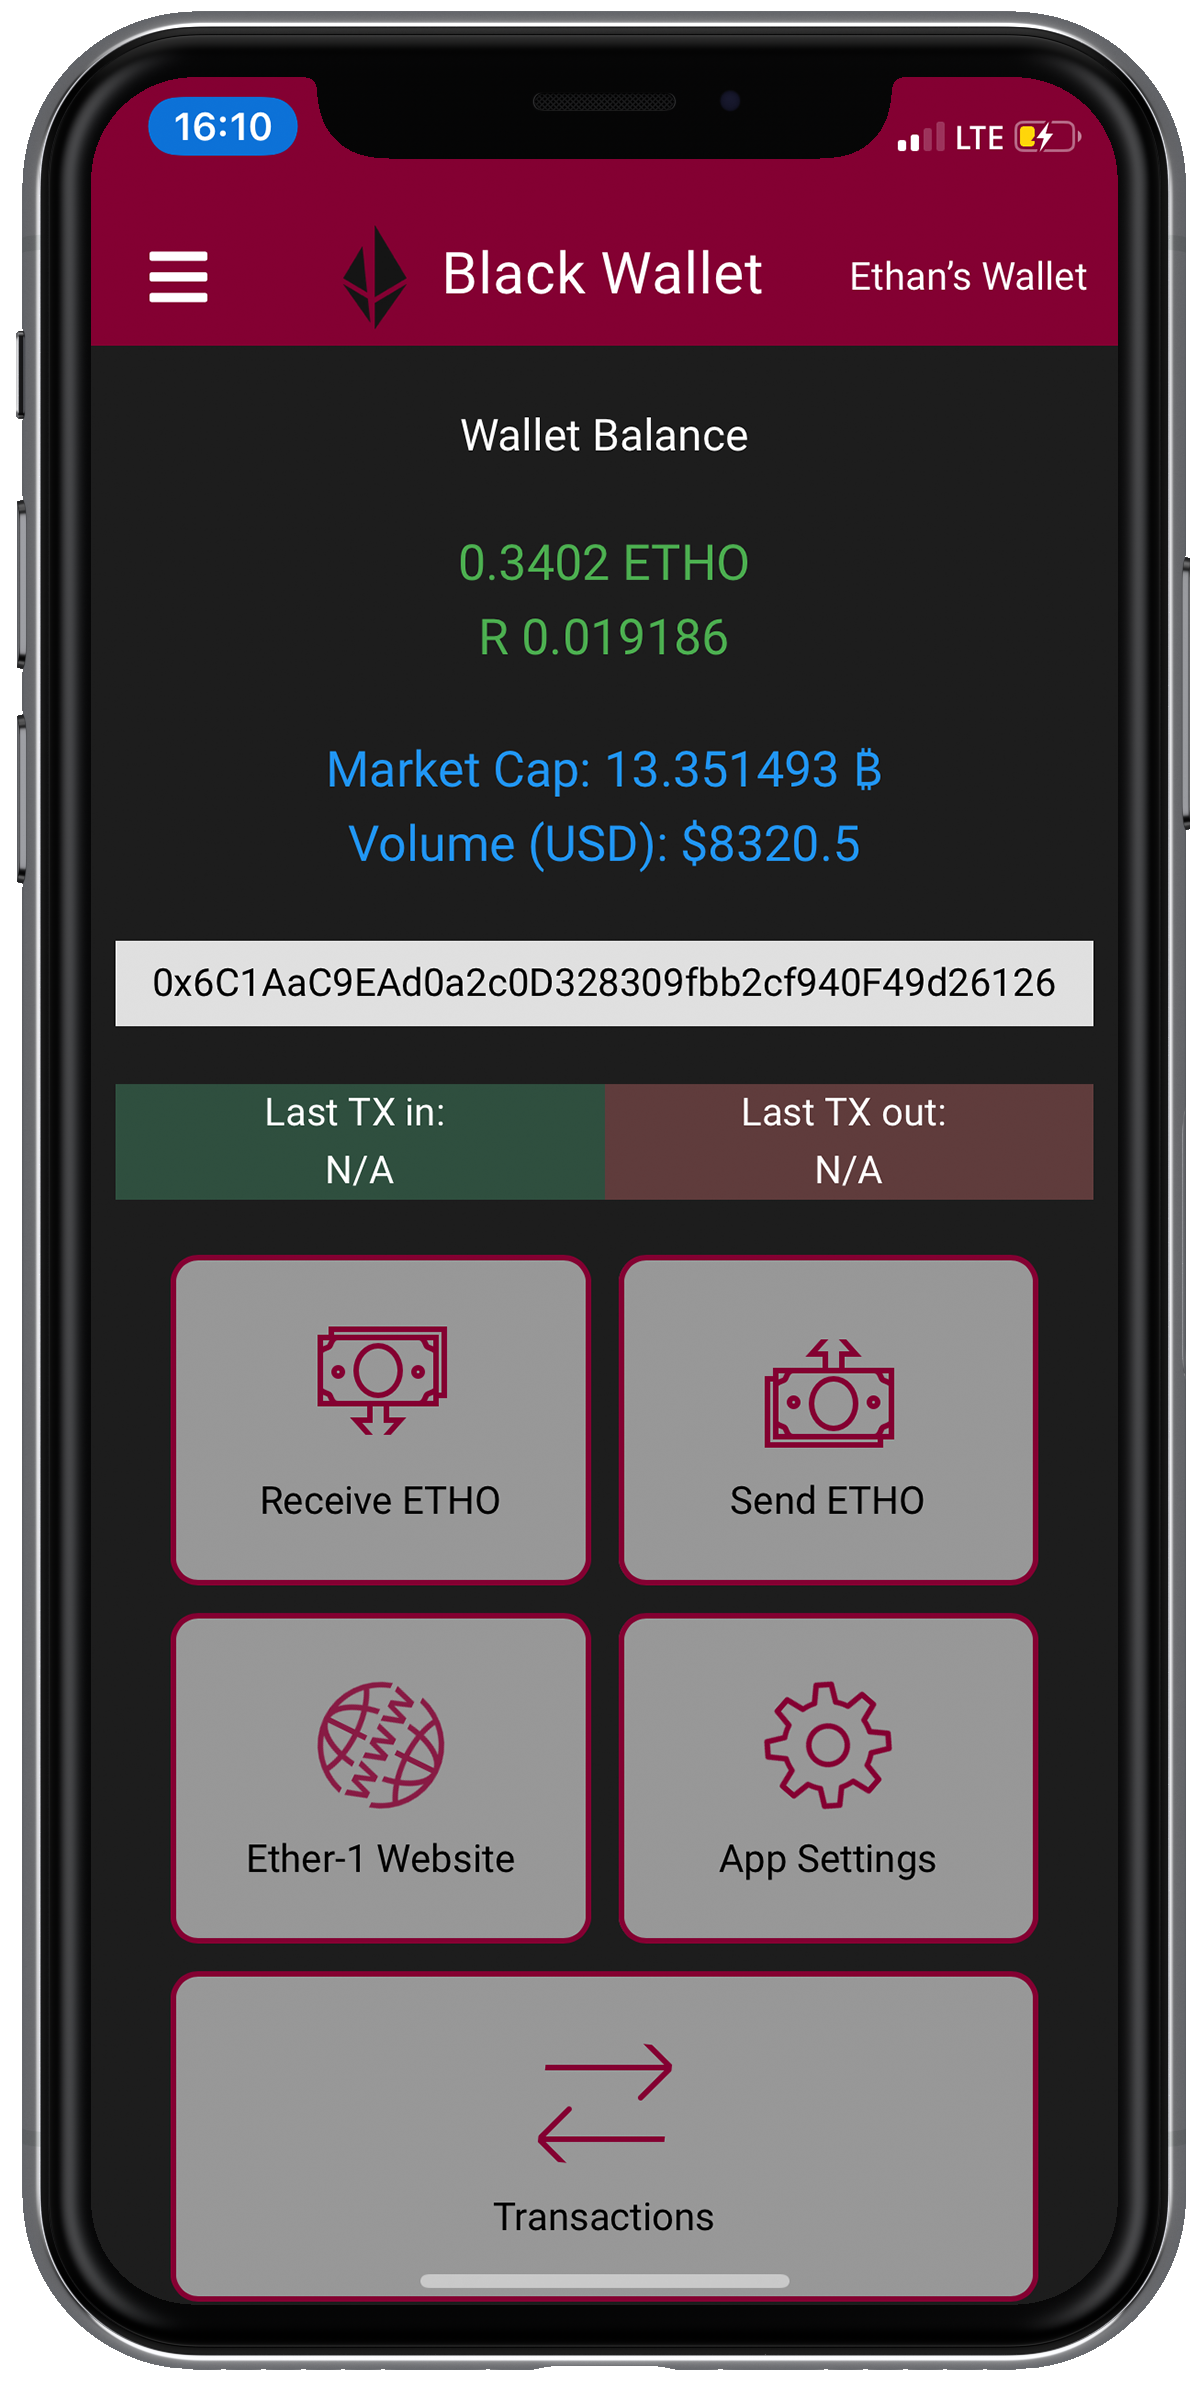 16:10
LTE
Black Wallet
Ethan’s Wallet
Wallet Balance
0.3402 ETHO
R 0.019186
Market Cap: 13.351493 ₿
Volume (USD): $8320.5
0x6C1AaC9EAd0a2c0D328309fbb2cf940F49d26126
Last TX in:
N/A
Last TX out:
N/A
Receive ETHO
Send ETHO
WWW
Ether-1 Website
App Settings
Transactions